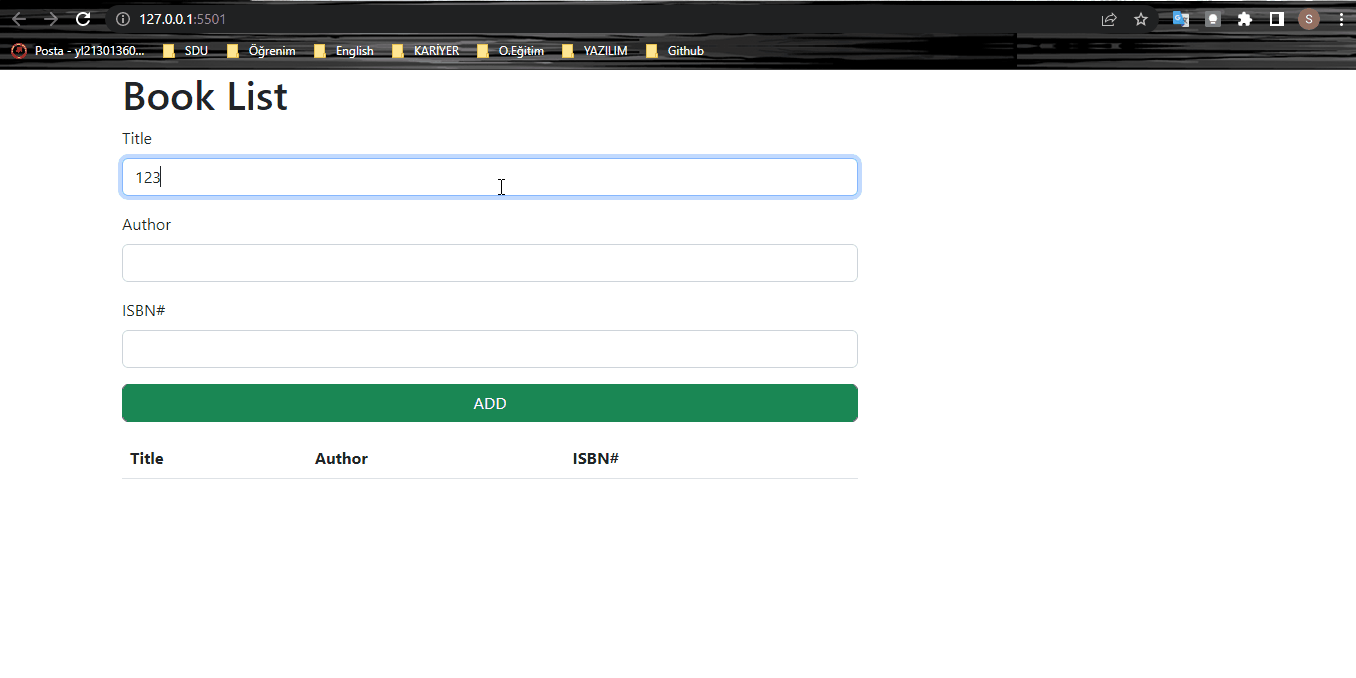 127.0.0.1:5501
S
Posta - yl21301360... SDU Öğrenim English KARİYER O.Eğitim YAZILIM Github
Book List
Title
123
Author
ISBN#
ADD
Title Author ISBN#